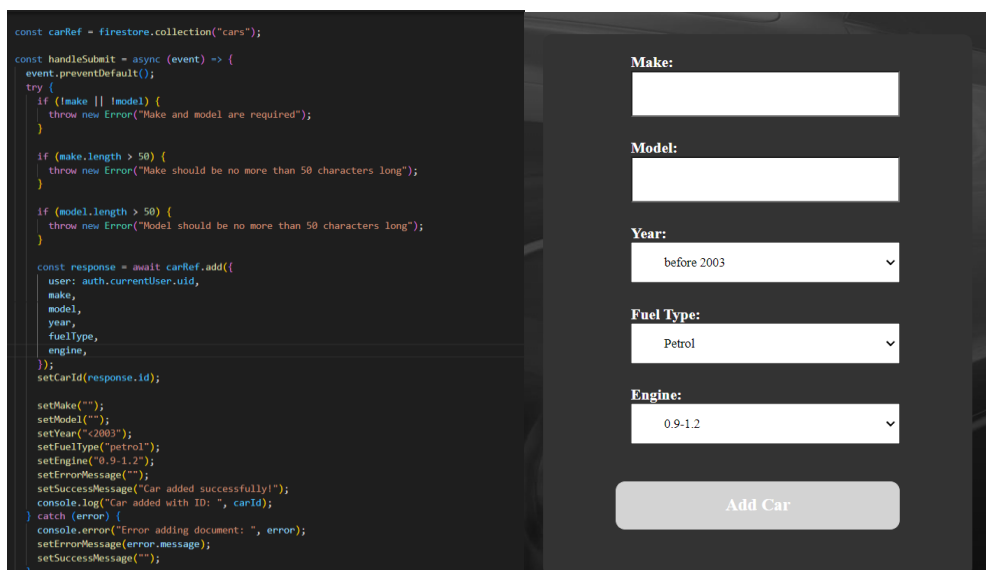 const carRef = firestore.collection("cars");
const handleSubmit = async (event) => {
event.preventDefault();
try {
if (!make || !model) {
throw new Error("Make and model are required");
}
if (make.length > 50) {
throw new Error("Make should be no more than 50 characters long");
}
if (model.length > 50) {
throw new Error("Model should be no more than 50 characters long");
}
const response = await carRef.add({
user: auth.currentUser.uid,
make,
model,
year,
fuelType,
engine,
});
setCarId(response.id);
setMake("");
setModel("");
setYear("<2003");
setFuelType("petrol");
setEngine("0.9-1.2");
setErrorMessage("");
setSuccessMessage("Car added successfully!");
console.log("Car added with ID: ", carId);
} catch (error) {
console.error("Error adding document: ", error);
setErrorMessage(error.message);
setSuccessMessage("");
Make:
Model:
Year:
before 2003
Fuel Type:
Petrol
Engine:
0.9-1.2
Add Car